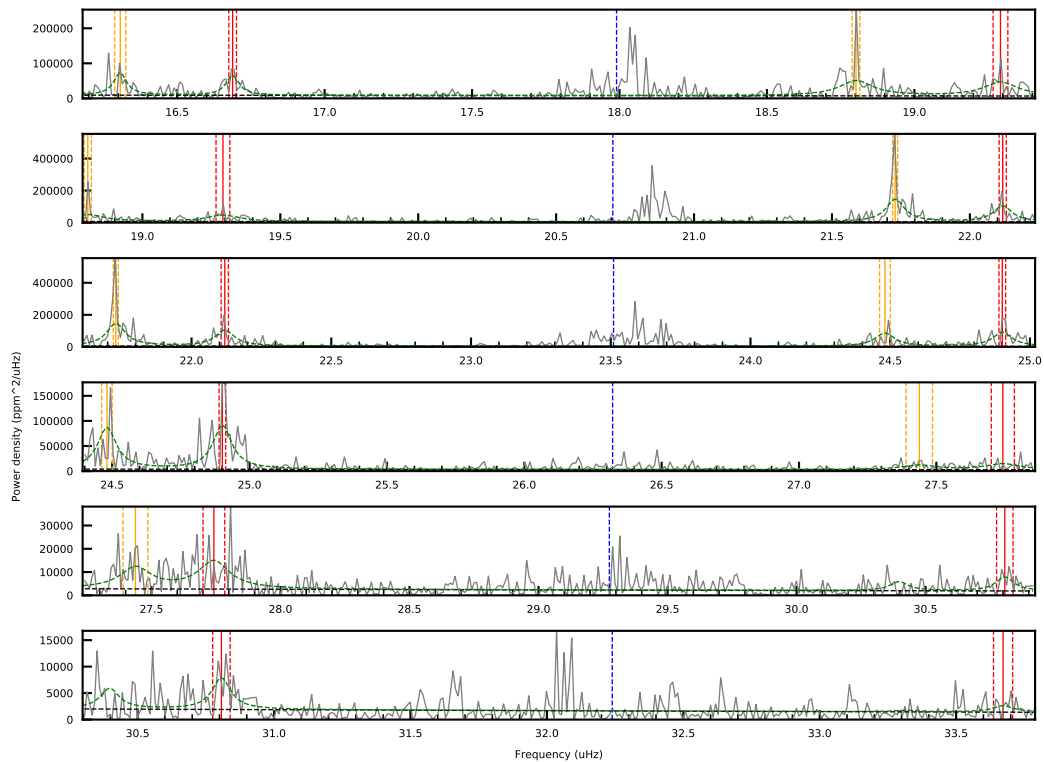 200000
100000
0
16.5 17.0 17.5 18.0 18.5 19.0
400000
200000
0
19.0 19.5 20.0 20.5 21.0 21.5 22.0
400000
200000
0
22.0 22.5 23.0 23.5 24.0 24.5 25.0
Power density (ppm^2/uHz)
150000
100000
50000
0
24.5 25.0 25.5 26.0 26.5 27.0 27.5
30000
20000
10000
0
27.5 28.0 28.5 29.0 29.5 30.0 30.5
15000
10000
5000
0
30.5 31.0 31.5 32.0 32.5 33.0 33.5
Frequency (uHz)